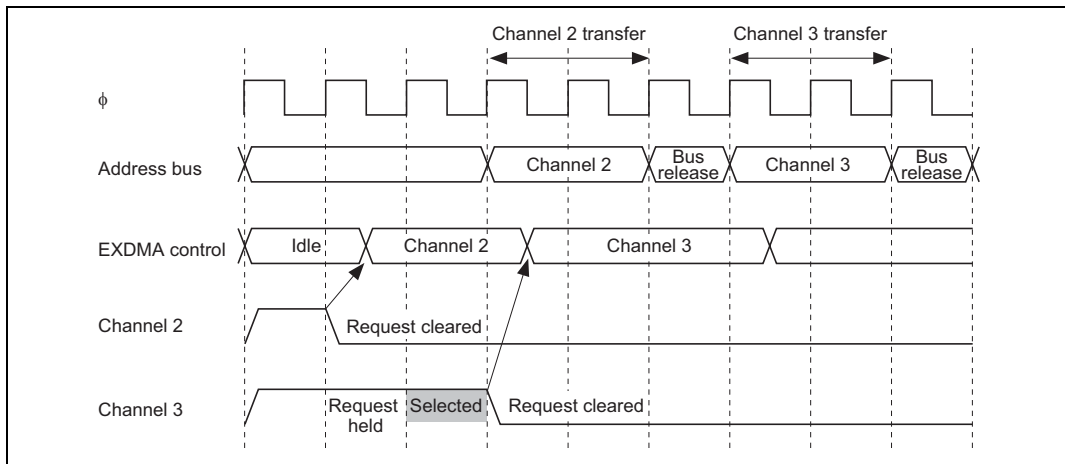 Channel 2 transfer
Channel 3 transfer
ϕ
Address bus
Channel 2
Bus
release
Channel 3
Bus
release
EXDMA control
Idle
Channel 2
Channel 3
Channel 2
Request cleared
Channel 3
Request
held
Selected
Request cleared